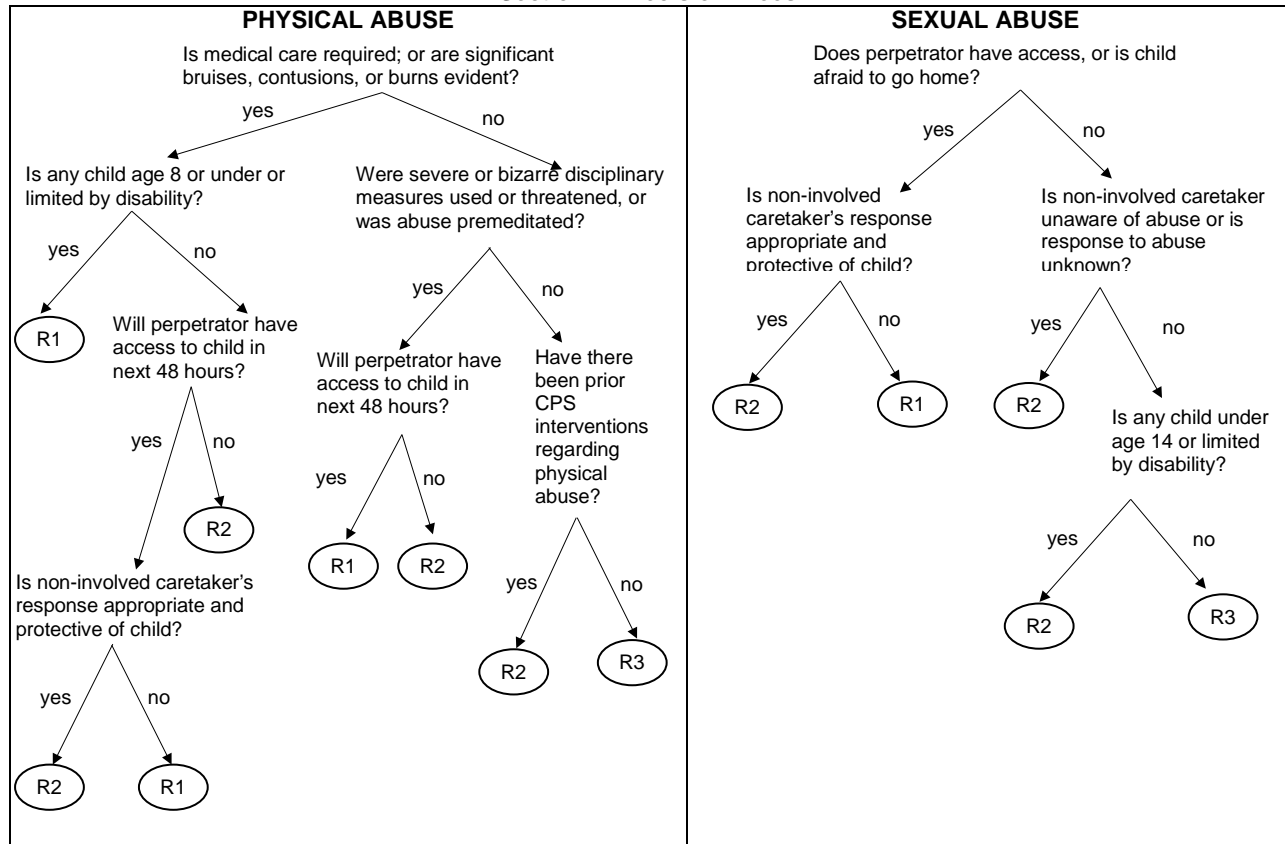 PHYSICAL ABUSE
Is medical care required; or are significant
bruises, contusions, or burns evident?
yes
no
Is any child age 8 or under or
limited by disability?
Were severe or bizarre disciplinary
measures used or threatened, or
was abuse premeditated?
yes
no
yes
no
R1
Will perpetrator have
access to child in
next 48 hours?
Will perpetrator have
access to child in
next 48 hours?
Have there
been prior
CPS
interventions
regarding
physical
abuse?
yes
no
R2
yes
no
R1
R2
Is non-involved caretaker's
response appropriate and
protective of child?
yes
no
R2
R3
yes
no
R2
R1
SEXUAL ABUSE
Does perpetrator have access, or is child
afraid to go home?
yes
no
Is non-involved
caretaker's response
appropriate and
protective of child?
Is non-involved caretaker
unaware of abuse or is
response to abuse
unknown?
yes
no
yes
no
R2
R1
R2
Is any child under
age 14 or limited
by disability?
yes
no
R2
R3